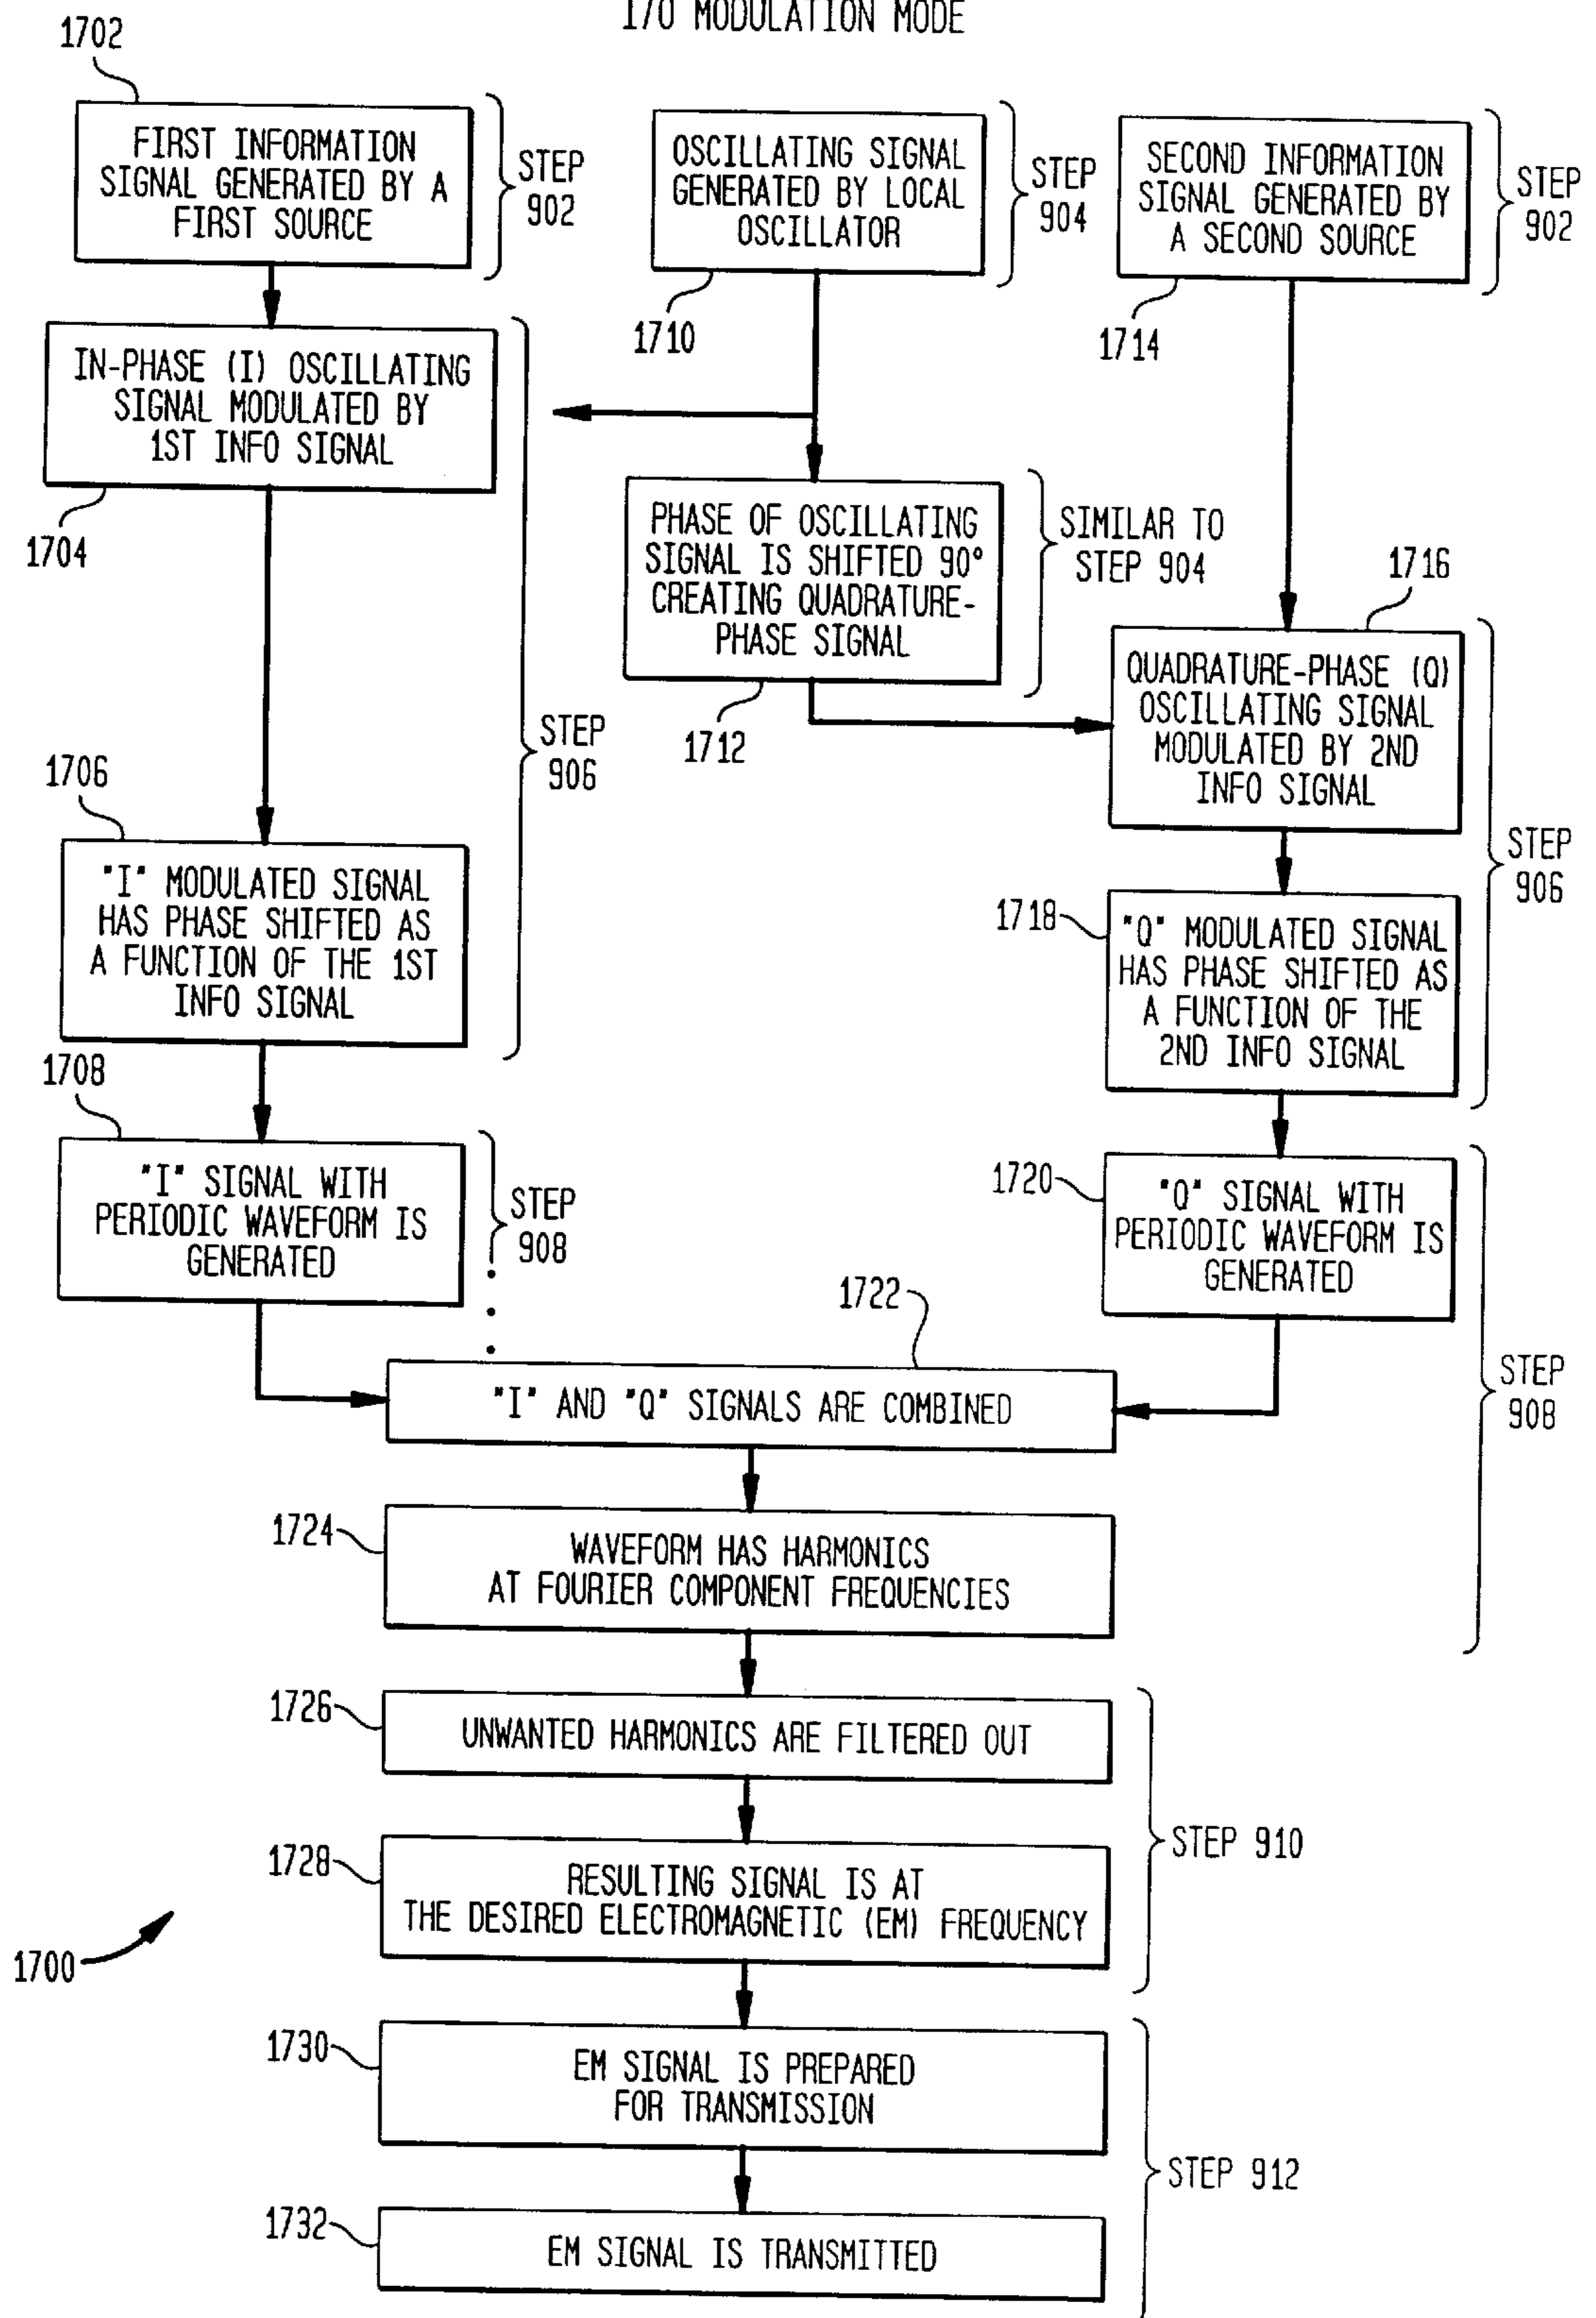 I/Q MODULATION MODE
1702
FIRST INFORMATION
SIGNAL GENERATED BY A
FIRST SOURCE
STEP
902
OSCILLATING SIGNAL
GENERATED BY LOCAL
OSCILLATOR
STEP
904
1710
SECOND INFORMATION
SIGNAL GENERATED BY
A SECOND SOURCE
STEP
902
1714
IN-PHASE (I) OSCILLATING
SIGNAL MODULATED BY
1ST INFO SIGNAL
1704
PHASE OF OSCILLATING
SIGNAL IS SHIFTED 90°
CREATING QUADRATURE-
PHASE SIGNAL
SIMILAR TO
STEP 904
1712
1716
QUADRATURE-PHASE (Q)
OSCILLATING SIGNAL
MODULATED BY 2ND
INFO SIGNAL
STEP
906
1706
"I" MODULATED SIGNAL
HAS PHASE SHIFTED AS
A FUNCTION OF THE 1ST
INFO SIGNAL
STEP
906
1718
"Q" MODULATED SIGNAL
HAS PHASE SHIFTED AS
A FUNCTION OF THE
2ND INFO SIGNAL
1708
"I" SIGNAL WITH
PERIODIC WAVEFORM IS
GENERATED
STEP
908
1720
"Q" SIGNAL WITH
PERIODIC WAVEFORM IS
GENERATED
STEP
908
1722
"I" AND "Q" SIGNALS ARE COMBINED
1724
WAVEFORM HAS HARMONICS
AT FOURIER COMPONENT FREQUENCIES
1726
UNWANTED HARMONICS ARE FILTERED OUT
1728
RESULTING SIGNAL IS AT
THE DESIRED ELECTROMAGNETIC (EM) FREQUENCY
STEP 910
1700
1730
EM SIGNAL IS PREPARED
FOR TRANSMISSION
STEP 912
1732
EM SIGNAL IS TRANSMITTED